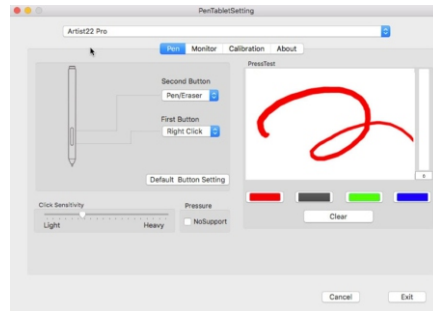 PenTabletSetting
Artist22 Pro
Pen Monitor Calibration About
Second Button
Pen/Eraser
First Button
Right Click
Default Button Setting
Click Sensitivity
Light Heavy
Pressure
NoSupport
PressTest
Clear
Cancel Exit